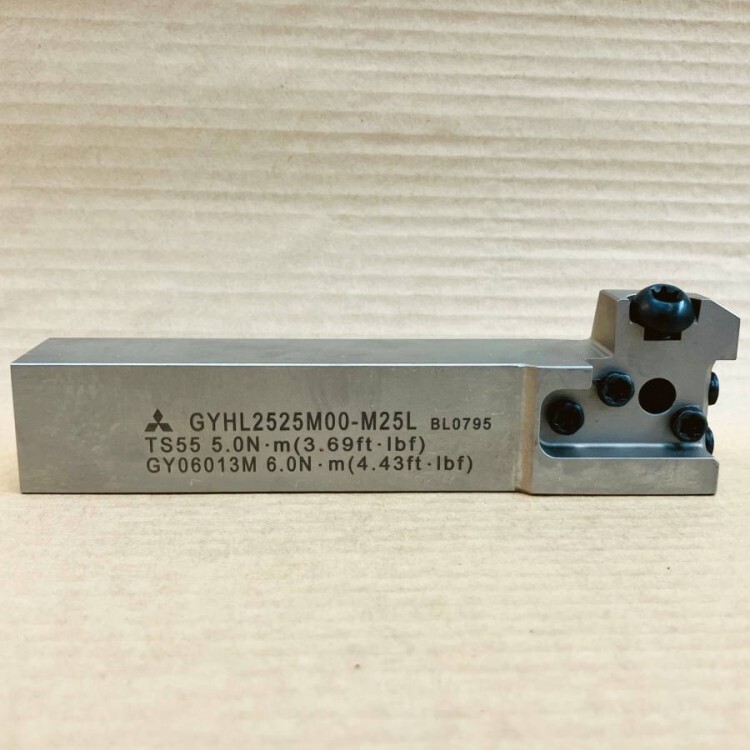 GYHL2525M00-M25L BL0795
TS55 5.0N·m(3.69ft·lbf)
GY06013M 6.0N·m(4.43ft·lbf)